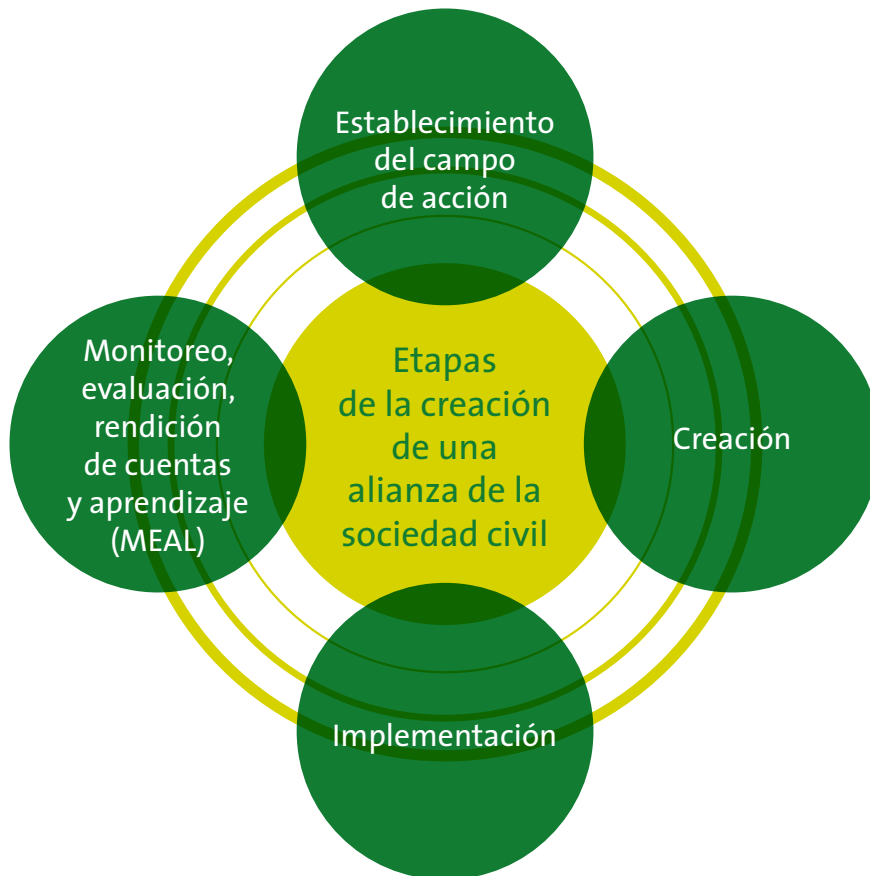 Establecimiento
del campo
de acción
Monitoreo,
evaluación,
rendición
de cuentas
y aprendizaje
(MEAL)
Etapas
de la creación
de una
alianza de la
sociedad civil
Creación
Implementación